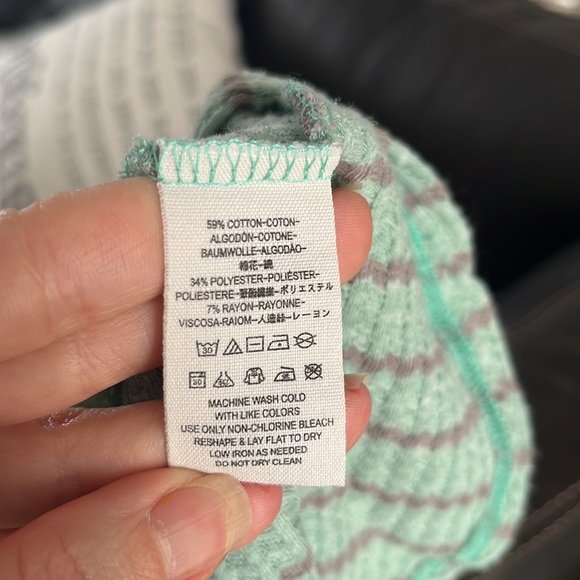 59% COTTON-COTON-
ALGODÓN-COTONE-
BAUMWOLLE-ALGODÃO-
棉花-綿
34% POLYESTER-POLIÉSTER-
POLIESTERE-聚酯纖維-ポリエステル
7% RAYON-RAYONNE-
VISCOSA-RAIOM-人造絲-レーヨン
30
30
MACHINE WASH COLD
WITH LIKE COLORS
USE ONLY NON-CHLORINE BLEACH
RESHAPE & LAY FLAT TO DRY
LOW IRON AS NEEDED
DO NOT DRY CLEAN